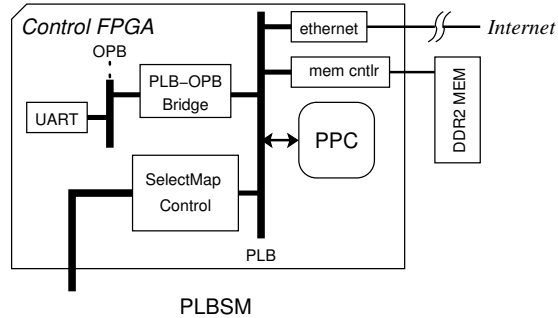 Control FPGA
ethernet
Internet
OPB
PLB–OPB
Bridge
mem cntlr
DDR2 MEM
UART
PPC
SelectMap
Control
PLB
PLBSM